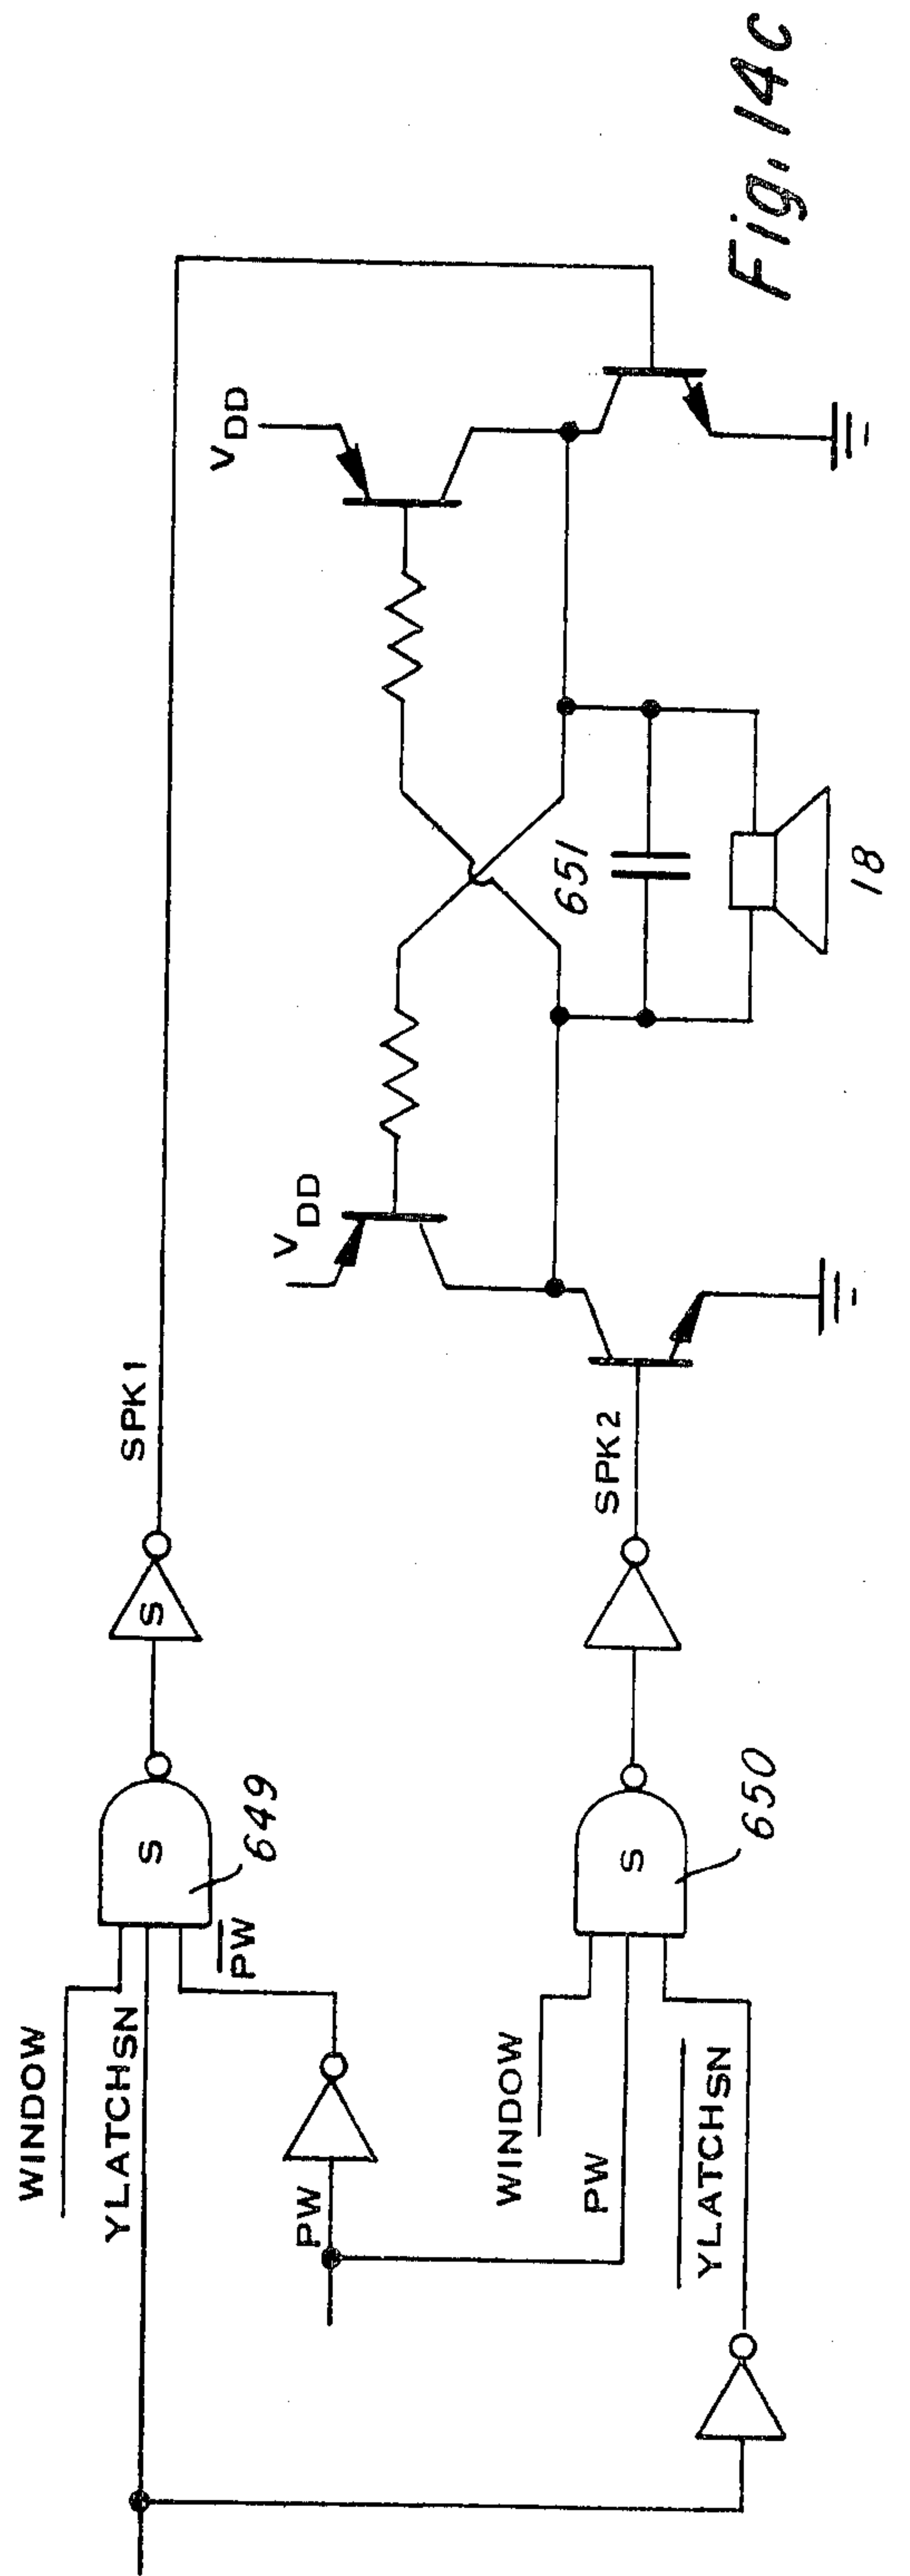 WINDOW
YLATCHSN
PW
S
649
S
SPK1
PW
WINDOW
PW
YLATCHSN
S
650
SPK2
VDD
VDD
651
18
Fig. 14c